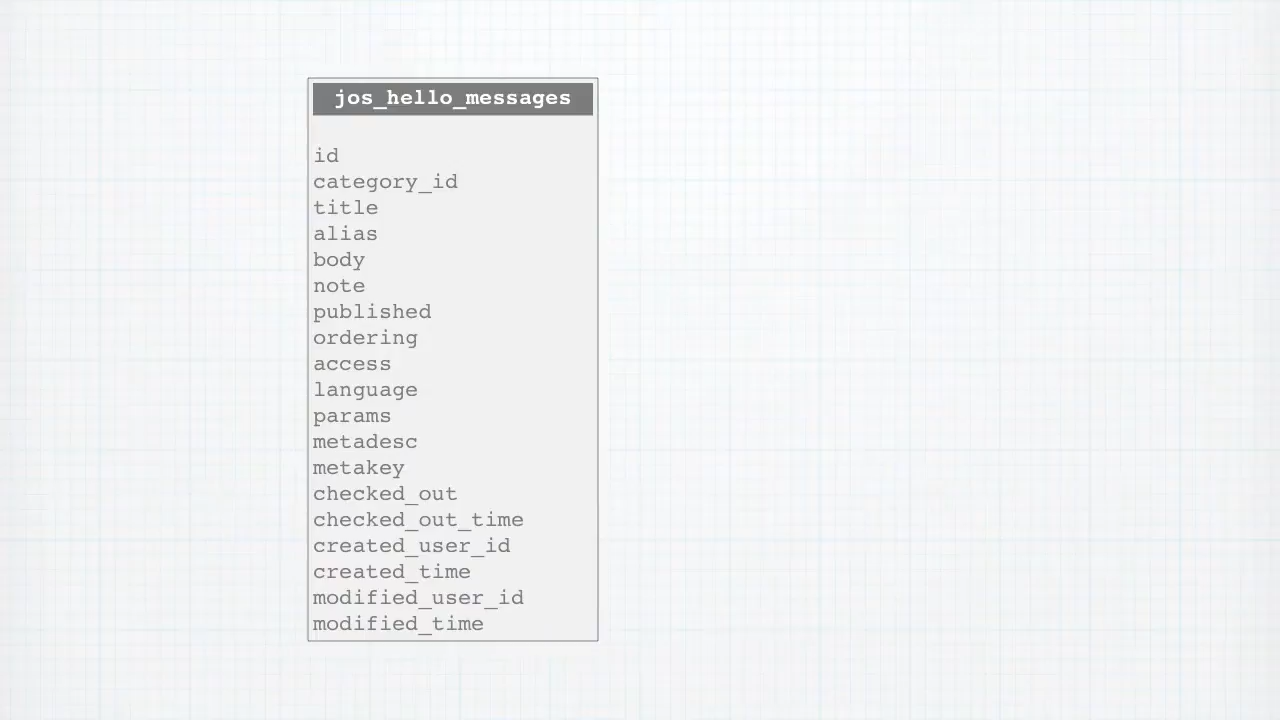 jos_hello_messages
id
category_id
title
alias
body
note
published
ordering
access
language
params
metadesc
metakey
checked_out
checked_out_time
created_user_id
created_time
modified_user_id
modified_time